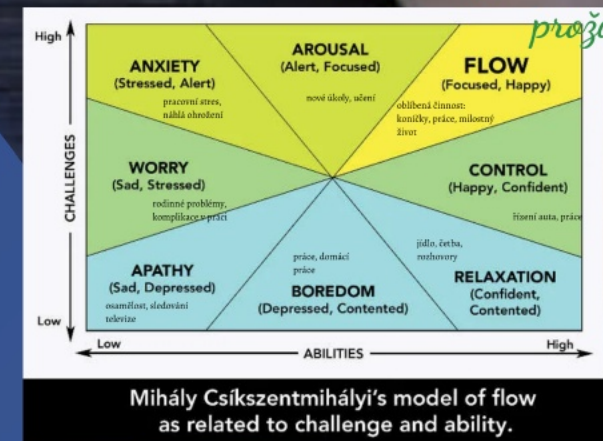 High
CHALLENGES
Low
ANXIETY
(Stressed, Alert)
pracovní stres,
náhlá ohrožení
AROUSAL
(Alert, Focused)
nové úkoly, učení
FLOW
(Focused, Happy)
oblíbená činnost:
koníčky, práce, milostný
život
WORRY
(Sad, Stressed)
rodinné problémy,
komplikace v práci
CONTROL
(Happy, Confident)
řízení auta, práce
APATHY
(Sad, Depressed)
osamělost, sledování
televize
práce, domácí
práce
BOREDOM
(Depressed, Contented)
jídlo, četba,
rozhovory
RELAXATION
(Confident,
Contented)
Low
ABILITIES
High
Mihály Csíkszentmihályi’s model of flow
as related to challenge and ability.